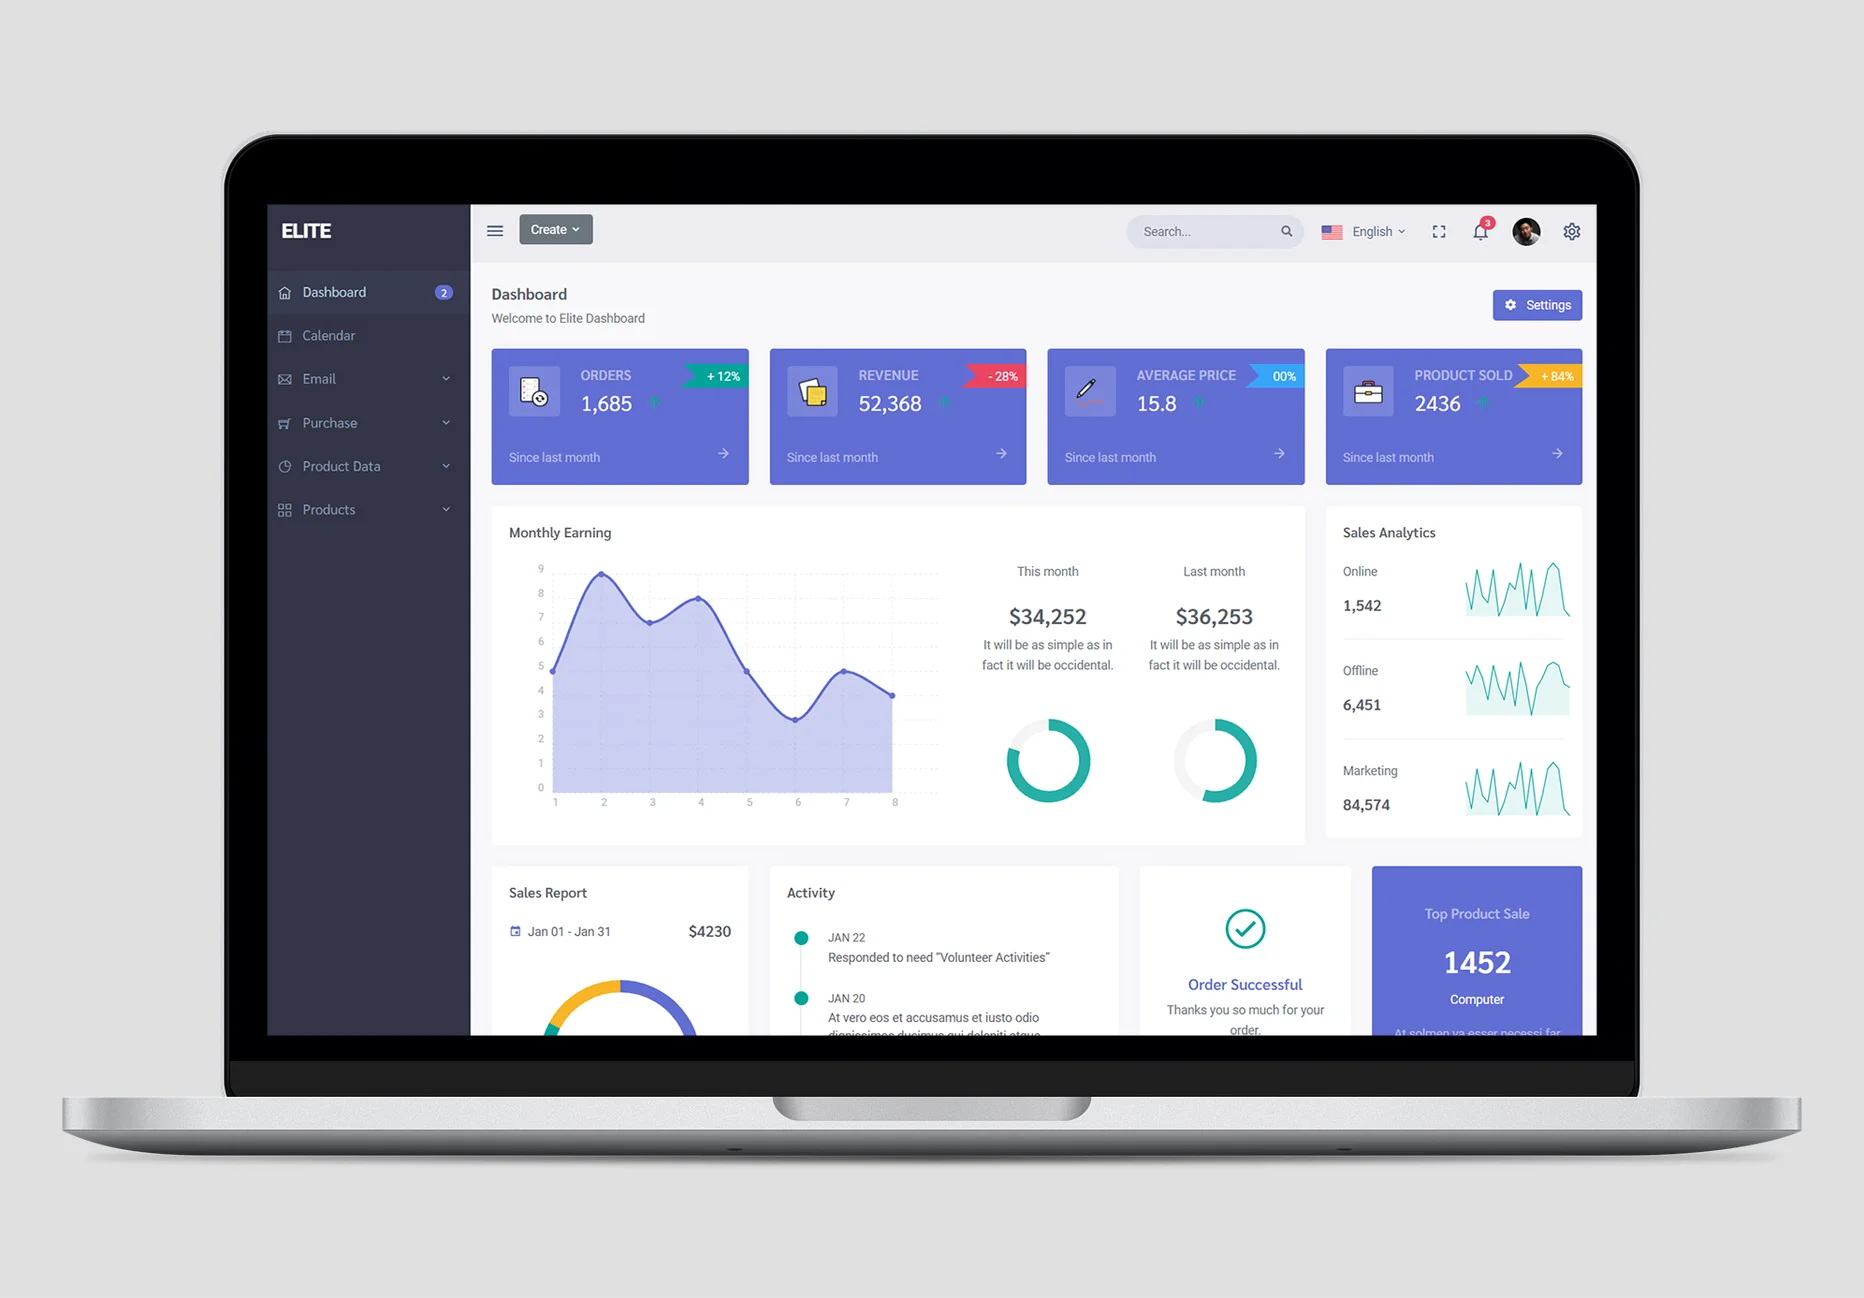 ELITE
Create
Search...
English
3
Dashboard
2
Calendar
Email
Purchase
Product Data
Products
Dashboard
Welcome to Elite Dashboard
Settings
ORDERS
+ 12%
1,685
Since last month
REVENUE
- 28%
52,368
Since last month
AVERAGE PRICE
00%
15.8
Since last month
PRODUCT SOLD
+ 84%
2436
Since last month
Monthly Earning
9
8
7
6
5
4
3
2
1
0
1 2 3 4 5 6 7 8
This month
$34,252
It will be as simple as in
fact it will be occidental.
Last month
$36,253
It will be as simple as in
fact it will be occidental.
Sales Analytics
Online
1,542
Offline
6,451
Marketing
84,574
Sales Report
Jan 01 - Jan 31 $4230
Activity
JAN 22
Responded to need “Volunteer Activities”
JAN 20
At vero eos et accusamus et iusto odio
dignissimos ducimus qui deleniti atque
Order Successful
Thanks you so much for your
order.
Top Product Sale
1452
Computer
At solmen va esser necessi far